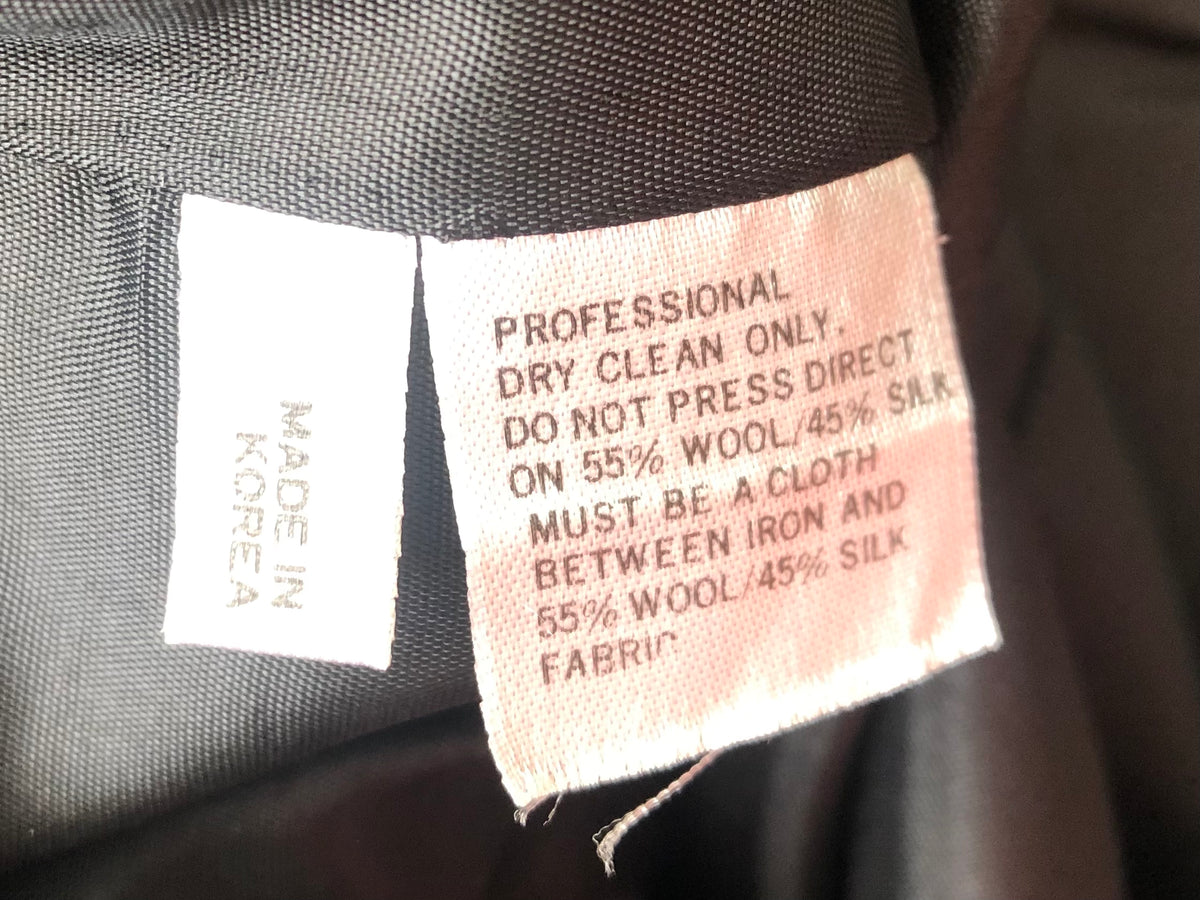 MADE IN
KOREA
PROFESSIONAL
DRY CLEAN ONLY.
DO NOT PRESS DIRECT
ON 55% WOOL/45% SILK
MUST BE A CLOTH
BETWEEN IRON AND
55% WOOL/45% SILK
FABRIC